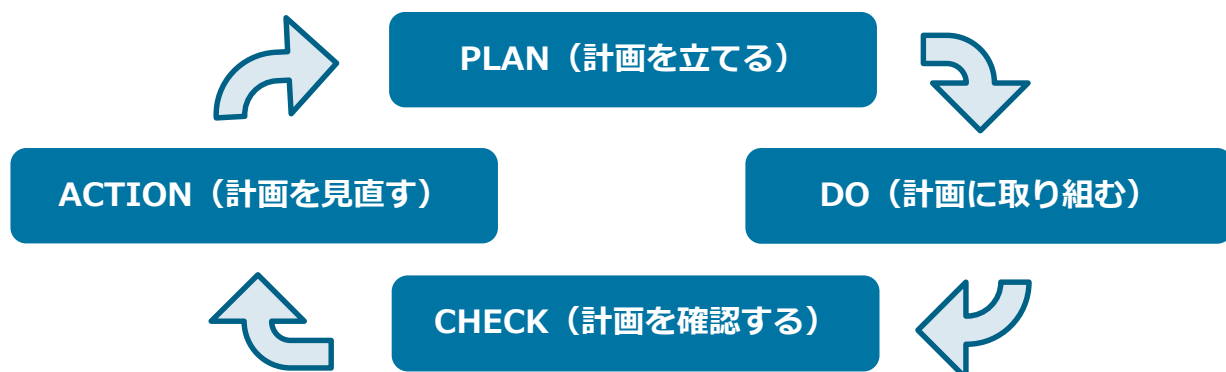 PLAN（計画を立てる）
DO（計画に取り組む）
CHECK（計画を確認する）
ACTION（計画を見直す）